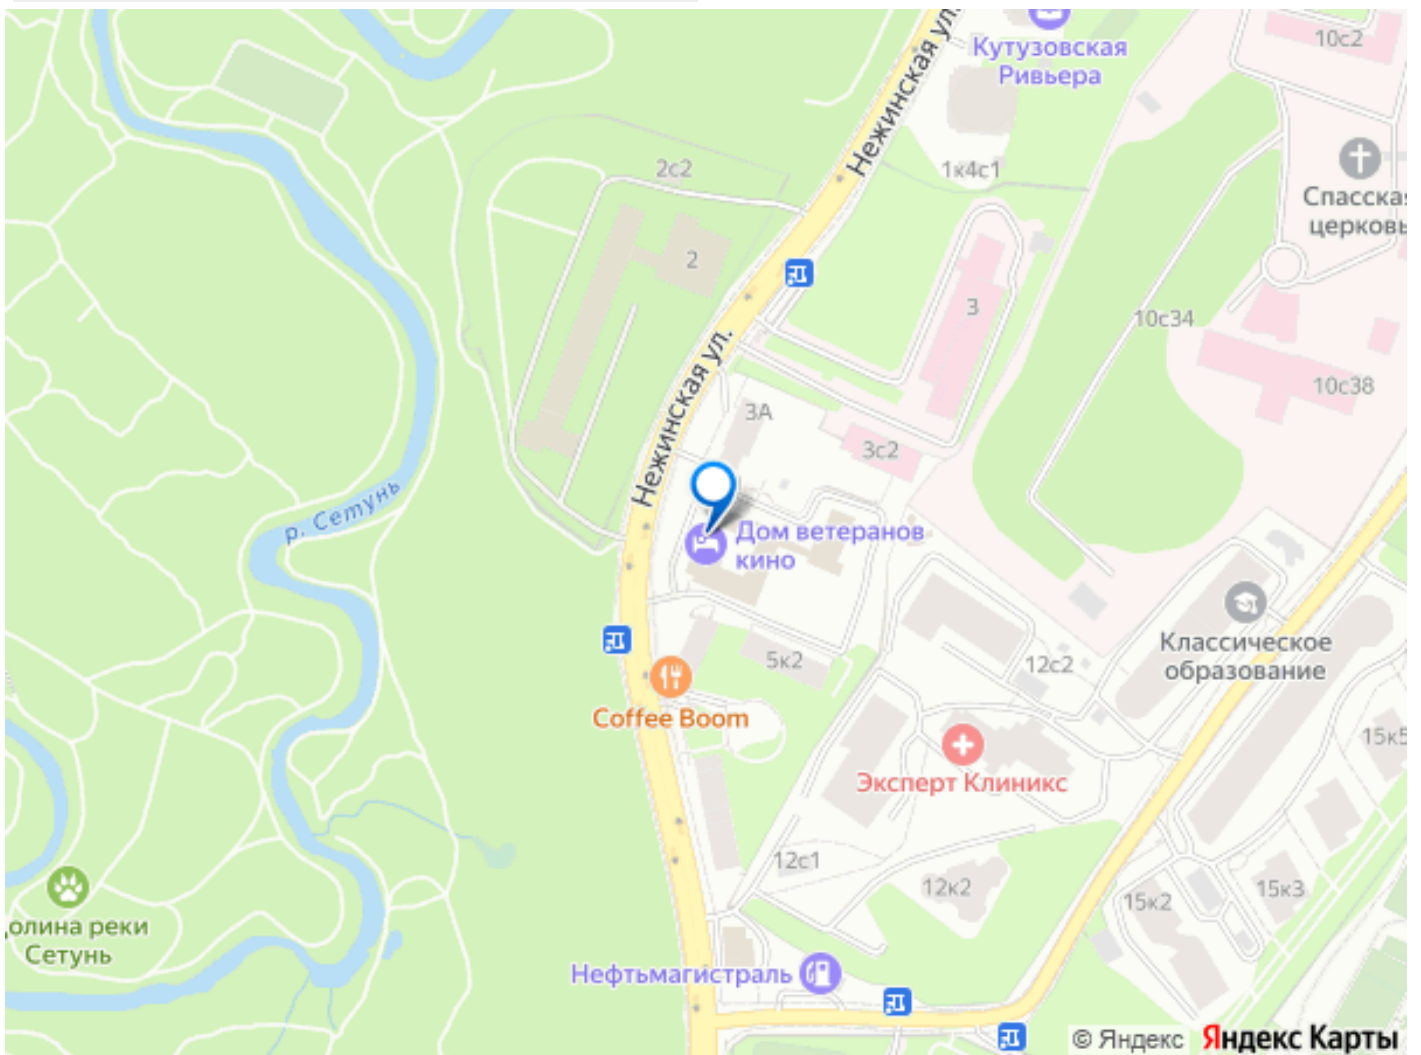 Кутузовская
Ривьера
10с2
Нежинская ул.
2с2
1к4с1
Спасская
церковь
2
3
10с34
Нежинская ул.
10с38
3А
3с2
р. Сетунь
Дом ветеранов
кино
Классическое
образование
5к2
12с2
Coffee Boom
15к5
Эксперт Клиникс
12с1
12к2
15к2
15к3
долина реки
Сетунь
Нефтьмагистраль
© Яндекс Яндекс Карты